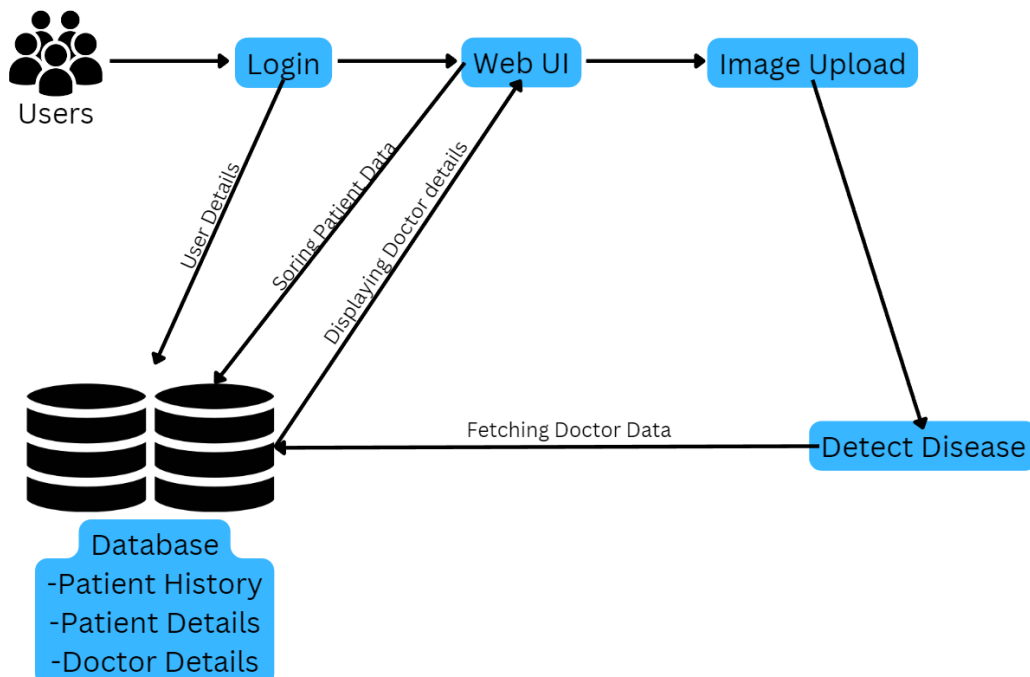 Login
Web UI
Image Upload
Users
User Details
Soring Patient Data
Displaying Doctor details
Fetching Doctor Data
Detect Disease
Database
-Patient History
-Patient Details
-Doctor Details